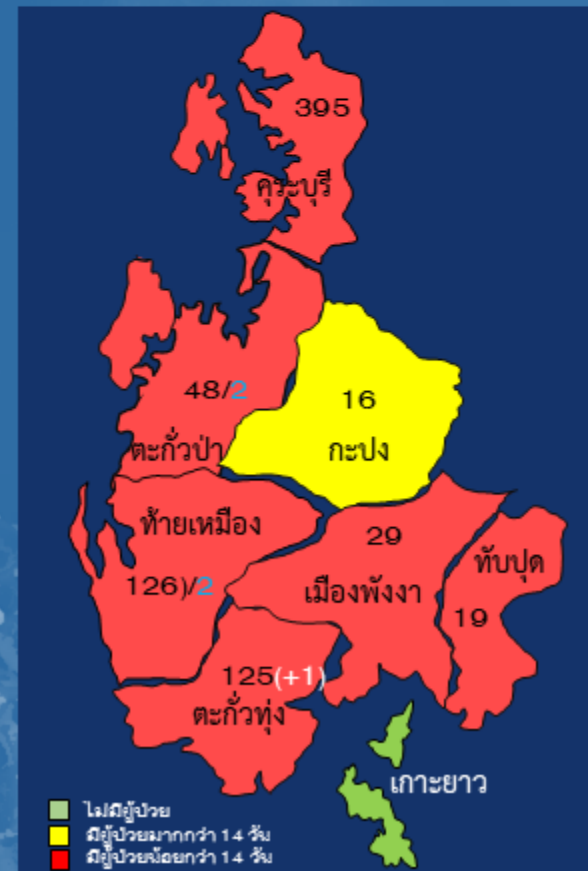 395
คุระบุรี
48/2
ตะกั่วป่า
16
กะปง
ท้ายเหมือง
126)/2
29
เมืองพังงา
ทับปุด
19
125(+1)
ตะกั่วทุ่ง
เกาะยาว
ไม่มีผู้ป่วย
มีผู้ป่วยมากกว่า 14 วัน
มีผู้ป่วยน้อยกว่า 14 วัน